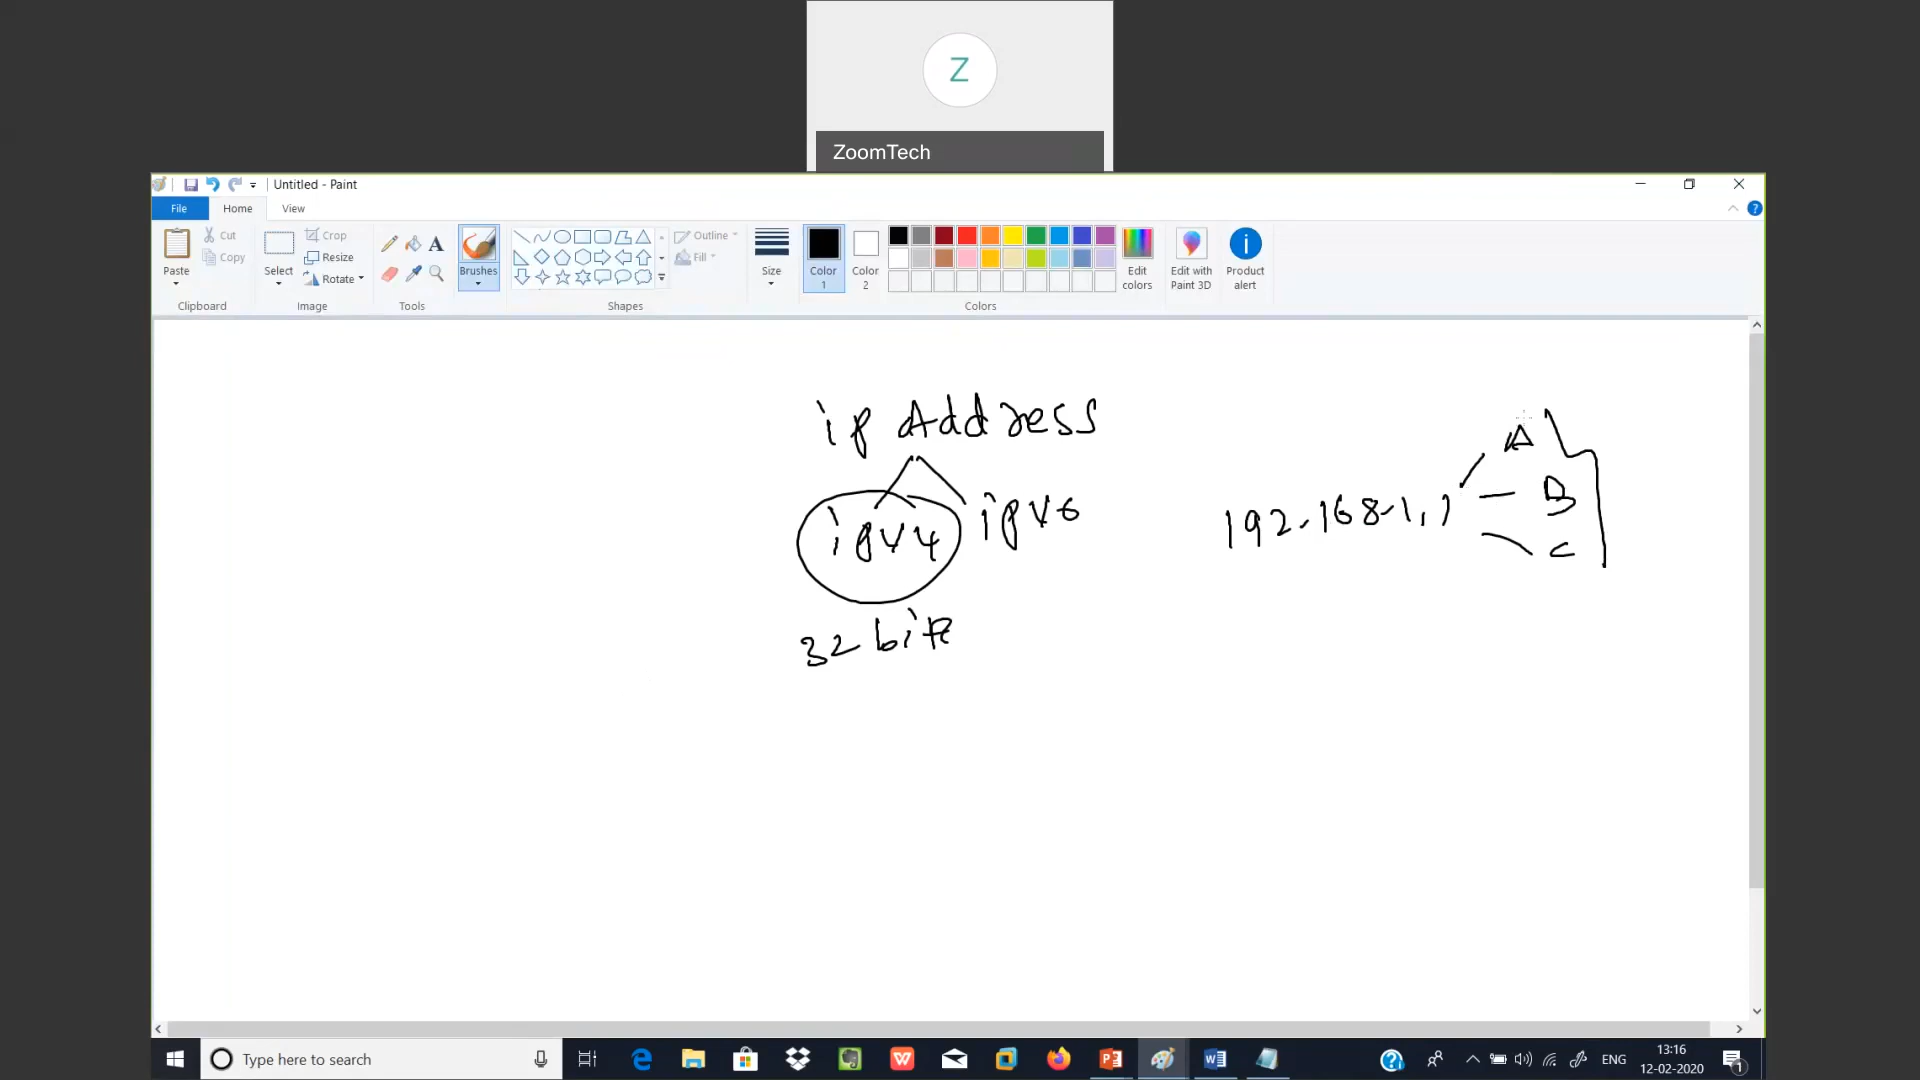 Z
ZoomTech
Untitled - Paint
File Home View
Cut
Copy
Paste
Clipboard
Crop
Resize
Rotate
Select
Image
A
Tools
Brushes
Outline
Fill
Shapes
Size
Color 1
Color 2
Colors
Edit colors
Edit with Paint 3D
Product alert
ip Address
ipv4 ipv6
32 bit
192.168.1.1
A
B
C
Type here to search
ENG
13:16
12-02-2020
1